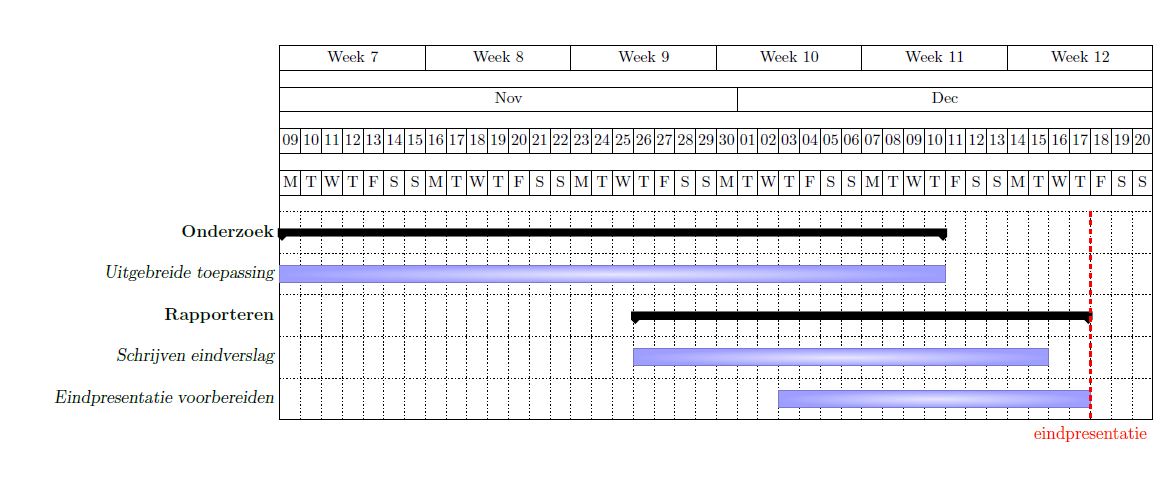 Week 7 Week 8 Week 9 Week 10 Week 11 Week 12
Nov Dec
09 10 11 12 13 14 15 16 17 18 19 20 21 22 23 24 25 26 27 28 29 30 01 02 03 04 05 06 07 08 09 10 11 12 13 14 15 16 17 18 19 20
M T W T F S S M T W T F S S M T W T F S S M T W T F S S M T W T F S S M T W T F S S
Onderzoek
Uitgebreide toepassing
Rapporteren
Schrijven eindverslag
Eindpresentatie voorbereiden
eindpresentatie